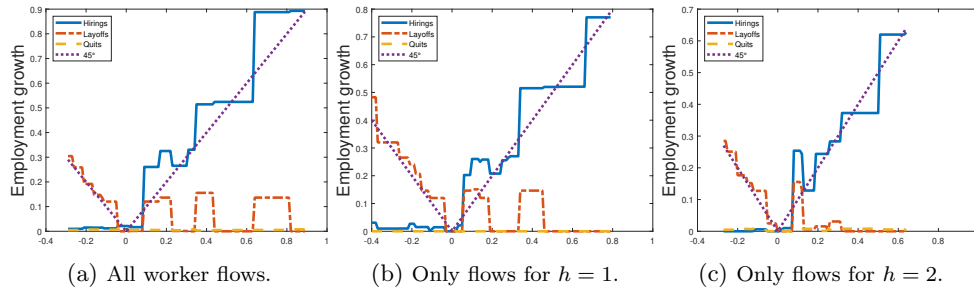 Employment growth
0.9
0.8
0.7
0.6
0.5
0.4
0.3
0.2
0.1
0
-0.4 -0.2 0 0.2 0.4 0.6 0.8 1
Hirings
Layoffs
Quits
45°
(a) All worker flows.
Employment growth
0.8
0.7
0.6
0.5
0.4
0.3
0.2
0.1
0
-0.4 -0.2 0 0.2 0.4 0.6 0.8 1
Hirings
Layoffs
Quits
45°
(b) Only flows for h = 1.
Employment growth
0.7
0.6
0.5
0.4
0.3
0.2
0.1
0
-0.4 -0.2 0 0.2 0.4 0.6 0.8
Hirings
Layoffs
Quits
45°
(c) Only flows for h = 2.